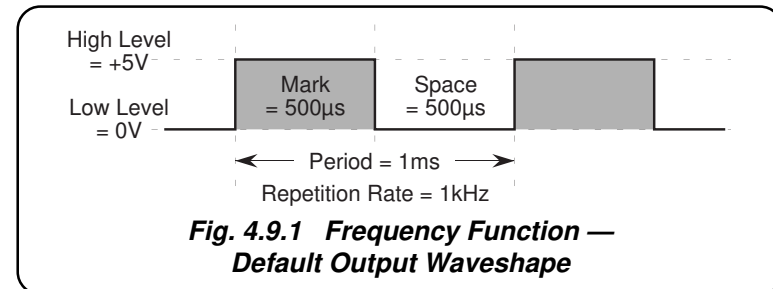 High Level
= +5V
Mark
= 500µs
Space
= 500µs
Low Level
= 0V
Period = 1ms
Repetition Rate = 1kHz
Fig. 4.9.1 Frequency Function —
Default Output Waveshape